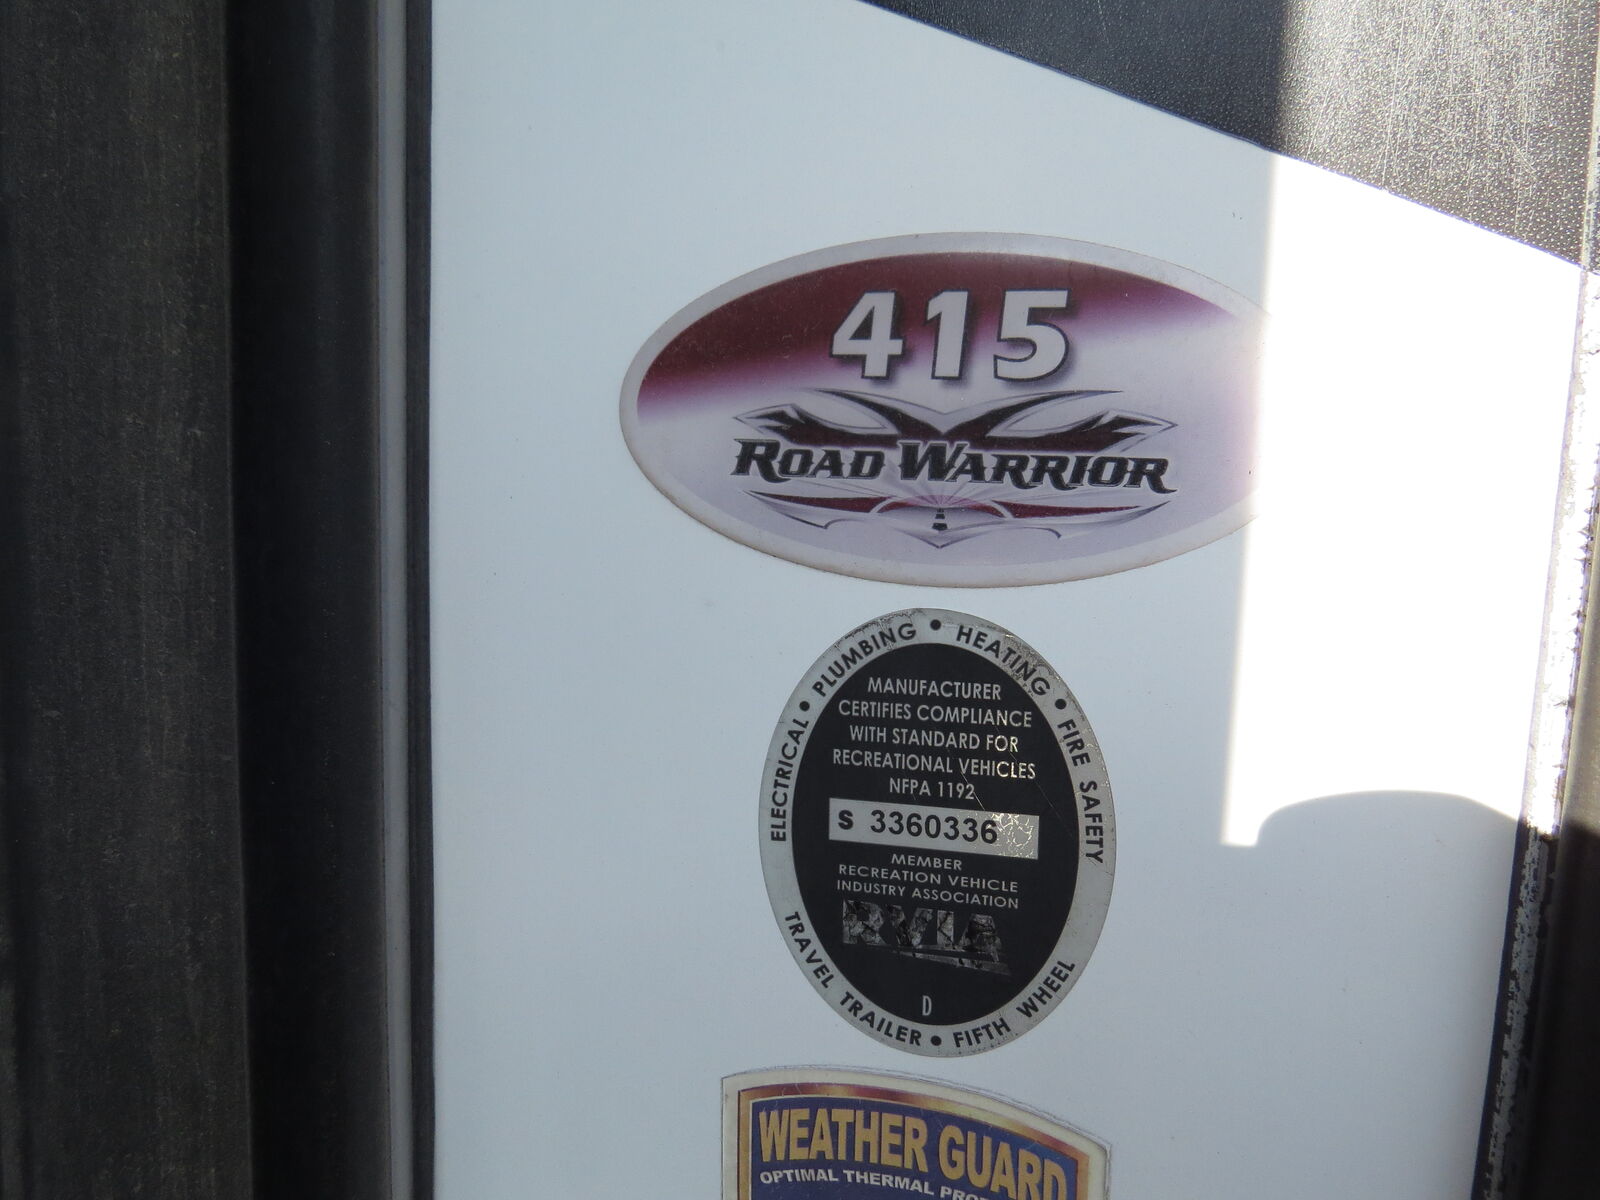 415
ROAD WARRIOR
ELECTRICAL • PLUMBING • HEATING • FIRE SAFETY
MANUFACTURER
CERTIFIES COMPLIANCE
WITH STANDARD FOR
RECREATIONAL VEHICLES
NFPA 1192
S 3360336
MEMBER
RECREATION VEHICLE
INDUSTRY ASSOCIATION
RVIA
D
TRAVEL TRAILER • FIFTH WHEEL
WEATHER GUARD
OPTIMAL THERMAL